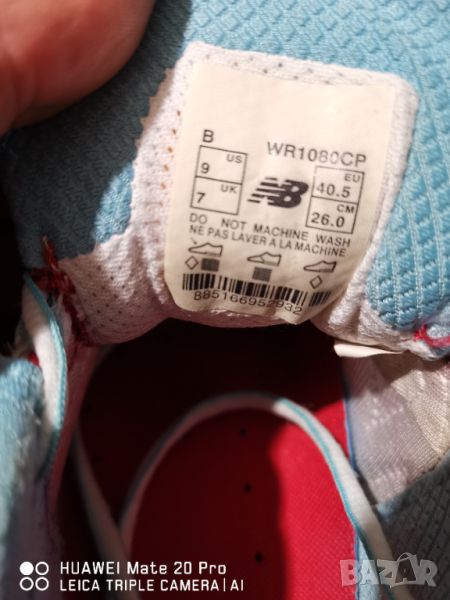 B WR1080CP
9 US EU 40.5
7 UK CM 26.0
NB
DO NOT MACHINE WASH
NE PAS LAVER A LA MACHINE
885166952932
HUAWEI Mate 20 Pro
LEICA TRIPLE CAMERA | AI
bazar